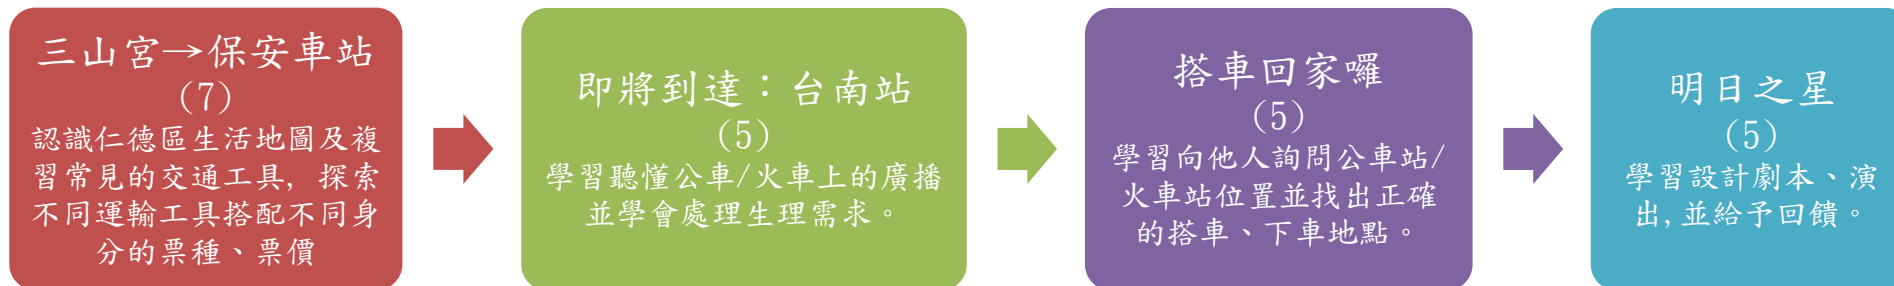 三山宮→保安車站
(7)
認識仁德區生活地圖及複
習常見的交通工具, 探索
不同運輸工具搭配不同身
分的票種、票價
即將到達：台南站
(5)
學習聽懂公車/火車上的廣播
並學會處理生理需求。
搭車回家囉
(5)
學習向他人詢問公車站/
火車站位置並找出正確
的搭車、下車地點。
明日之星
(5)
學習設計劇本、演
出,並給予回饋。